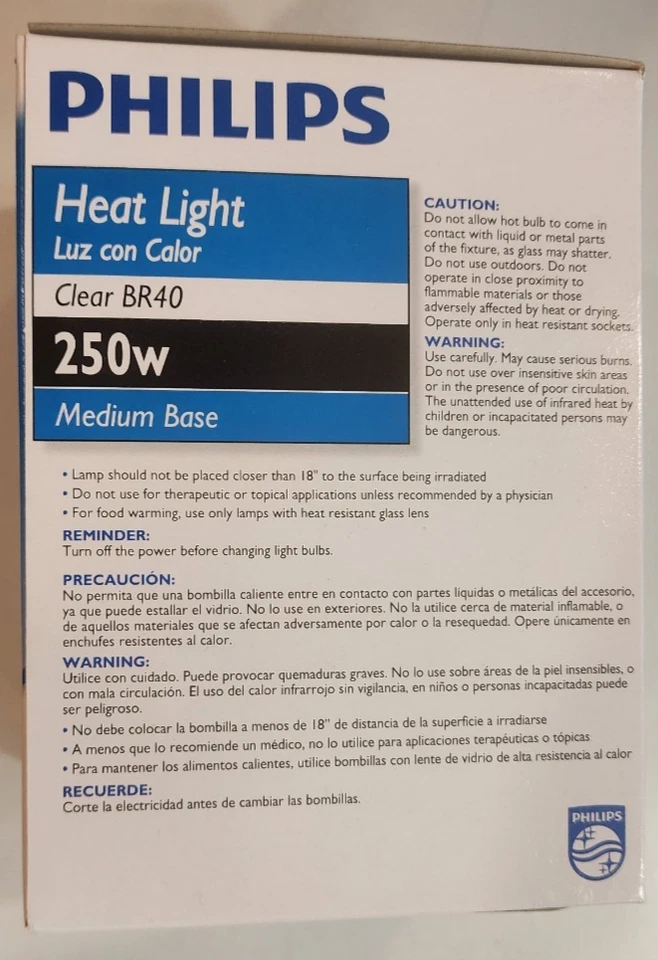 PHILIPS
Heat Light
Luz con Calor
Clear BR40
250w
Medium Base
CAUTION:
Do not allow hot bulb to come in
contact with liquid or metal parts
of the fixture, as glass may shatter.
Do not use outdoors. Do not
operate in close proximity to
flammable materials or those
adversely affected by heat or drying.
Operate only in heat resistant sockets.
WARNING:
Use carefully. May cause serious burns.
Do not use over insensitive skin areas
or in the presence of poor circulation.
The unattended use of infrared heat by
children or incapacitated persons may
be dangerous.
• Lamp should not be placed closer than 18" to the surface being irradiated
• Do not use for therapeutic or topical applications unless recommended by a physician
• For food warming, use only lamps with heat resistant glass lens
REMINDER:
Turn off the power before changing light bulbs.
PRECAUCIÓN:
No permita que una bombilla caliente entre en contacto con partes líquidas o metálicas del accesorio,
ya que puede estallar el vidrio. No lo use en exteriores. No la utilice cerca de material inflamable, o
de aquellos materiales que se afectan adversamente por calor o la resequedad. Opere únicamente en
enchufes resistentes al calor.
WARNING:
Utilice con cuidado. Puede provocar quemaduras graves. No lo use sobre áreas de la piel insensibles, o
con mala circulación. El uso del calor infrarrojo sin vigilancia, en niños o personas incapacitadas puede
ser peligroso.
• No debe colocar la bombilla a menos de 18" de distancia de la superficie a irradiarse
• A menos que lo recomiende un médico, no lo utilice para aplicaciones terapéuticas o tópicas
• Para mantener los alimentos calientes, utilice bombillas con lente de vidrio de alta resistencia al calor
RECUERDE:
Corte la electricidad antes de cambiar las bombillas.
PHILIPS